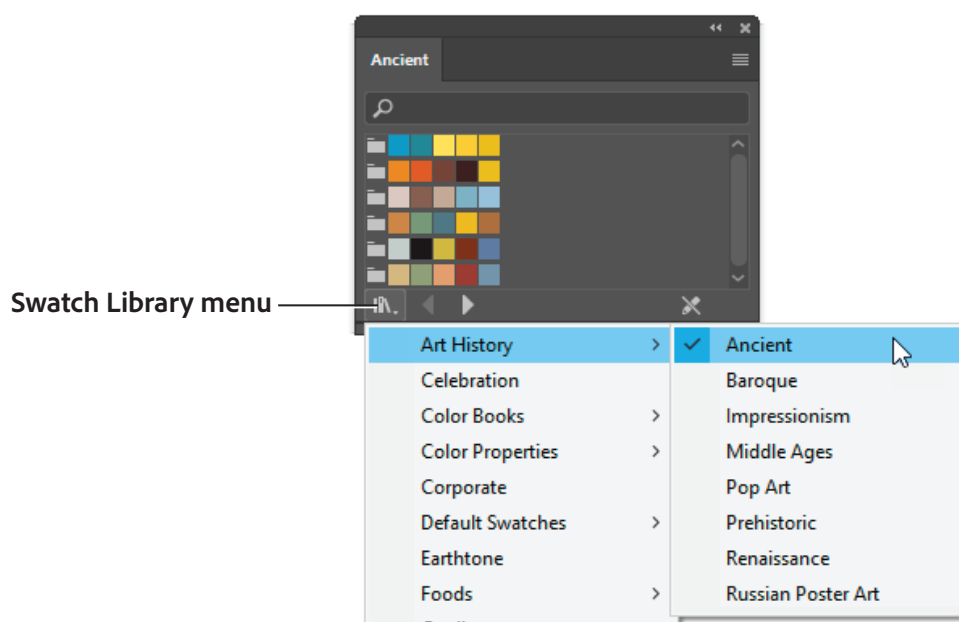 Ancient
Swatch Library menu
Art History
Celebration
Color Books
Color Properties
Corporate
Default Swatches
Earthtone
Foods
Ancient
Baroque
Impressionism
Middle Ages
Pop Art
Prehistoric
Renaissance
Russian Poster Art